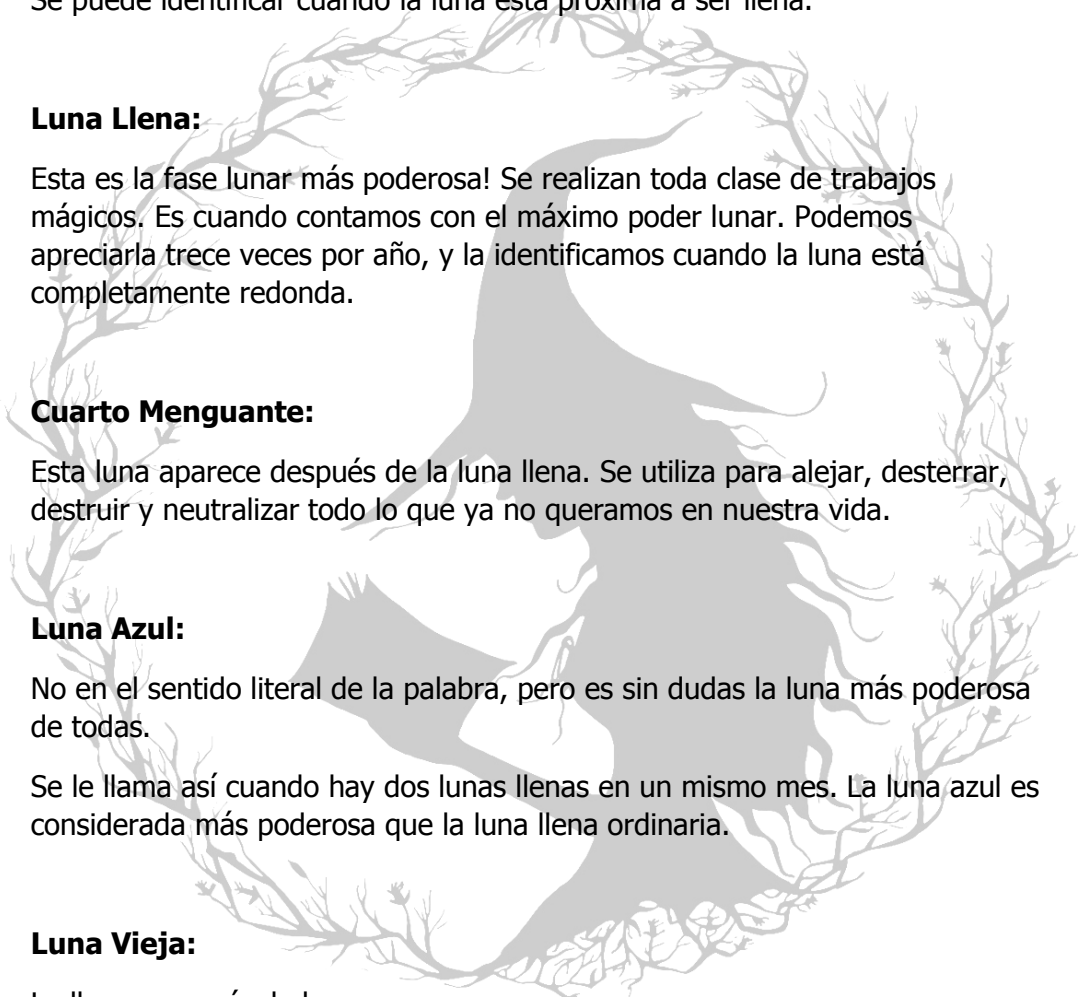 Se puede identificar cuando la luna está próxima a ser llena.
Luna Llena:
Esta es la fase lunar más poderosa! Se realizan toda clase de trabajos
mágicos. Es cuando contamos con el máximo poder lunar. Podemos
apreciarla trece veces por año, y la identificamos cuando la luna está
completamente redonda.
Cuarto Menguante:
Esta luna aparece después de la luna llena. Se utiliza para alejar, desterrar,
destruir y neutralizar todo lo que ya no queramos en nuestra vida.
Luna Azul:
No en el sentido literal de la palabra, pero es sin dudas la luna más poderosa
de todas.
Se le llama así cuando hay dos lunas llenas en un mismo mes. La luna azul es
considerada más poderosa que la luna llena ordinaria.
Luna Vieja: